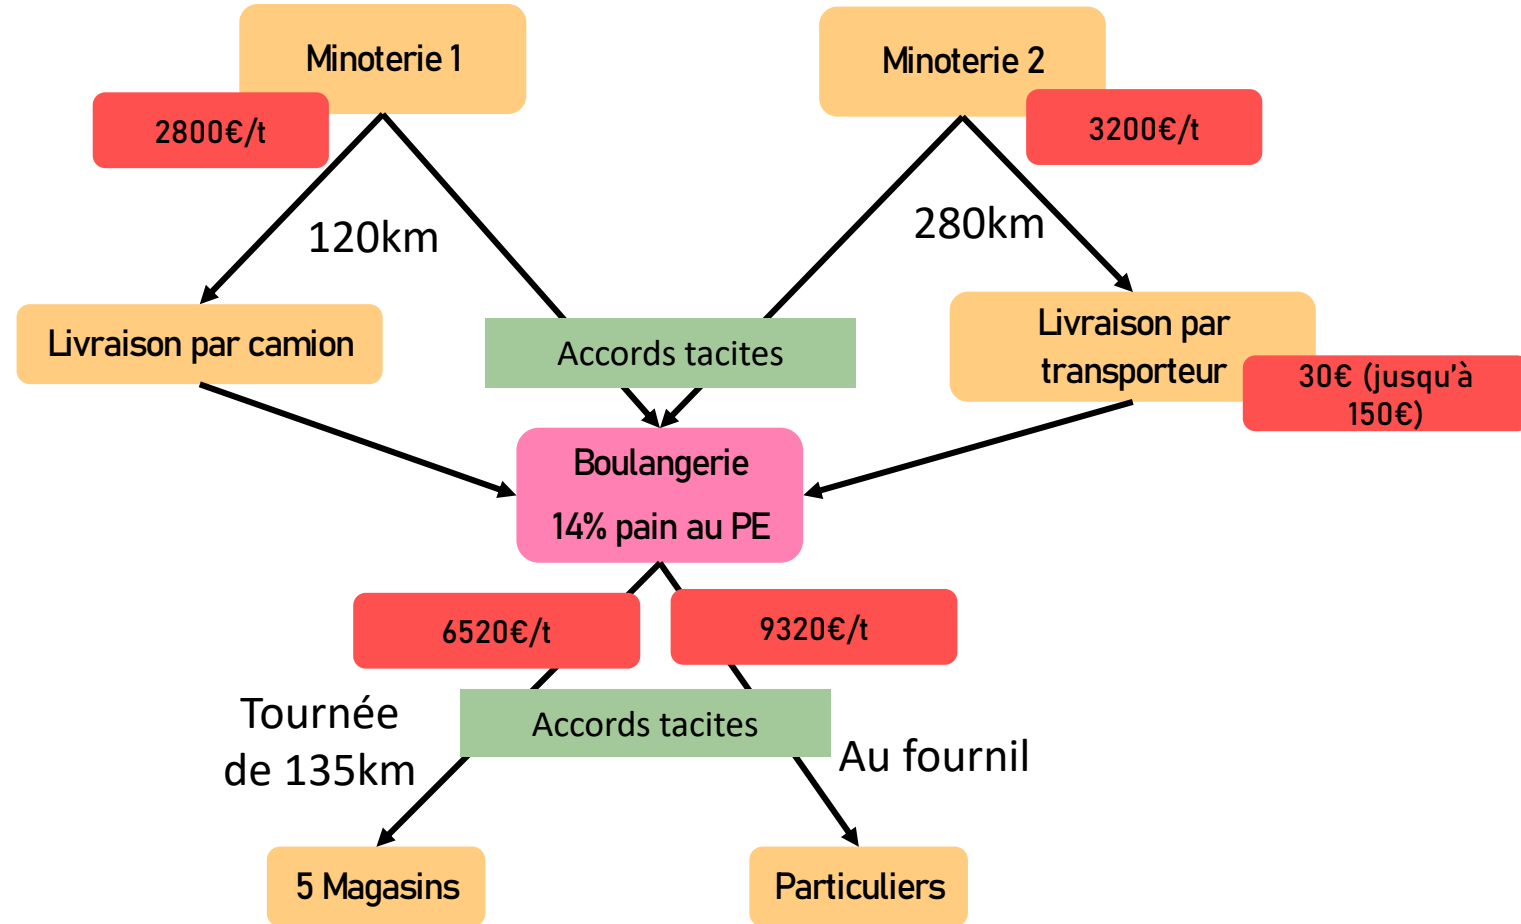 Minoterie 1
Minoterie 2
2800€/t
3200€/t
120km
280km
Livraison par camion
Accords tacites
Livraison par
transporteur
30€ (jusqu'à
150€)
Boulangerie
14% pain au PE
6520€/t
9320€/t
Tournée
de 135km
Accords tacites
Au fournil
5 Magasins
Particuliers